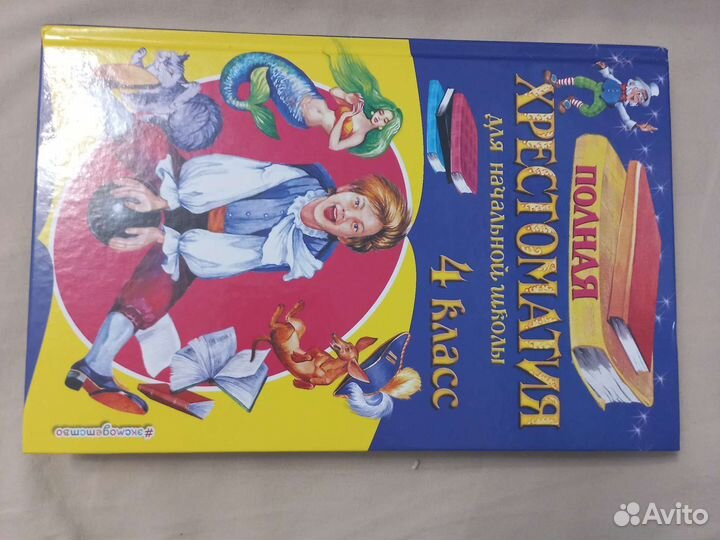 ПОЛНАЯ
ХРЕСТОМАТИЯ
для начальной школы
4 класс
#эксмодетство
Avito